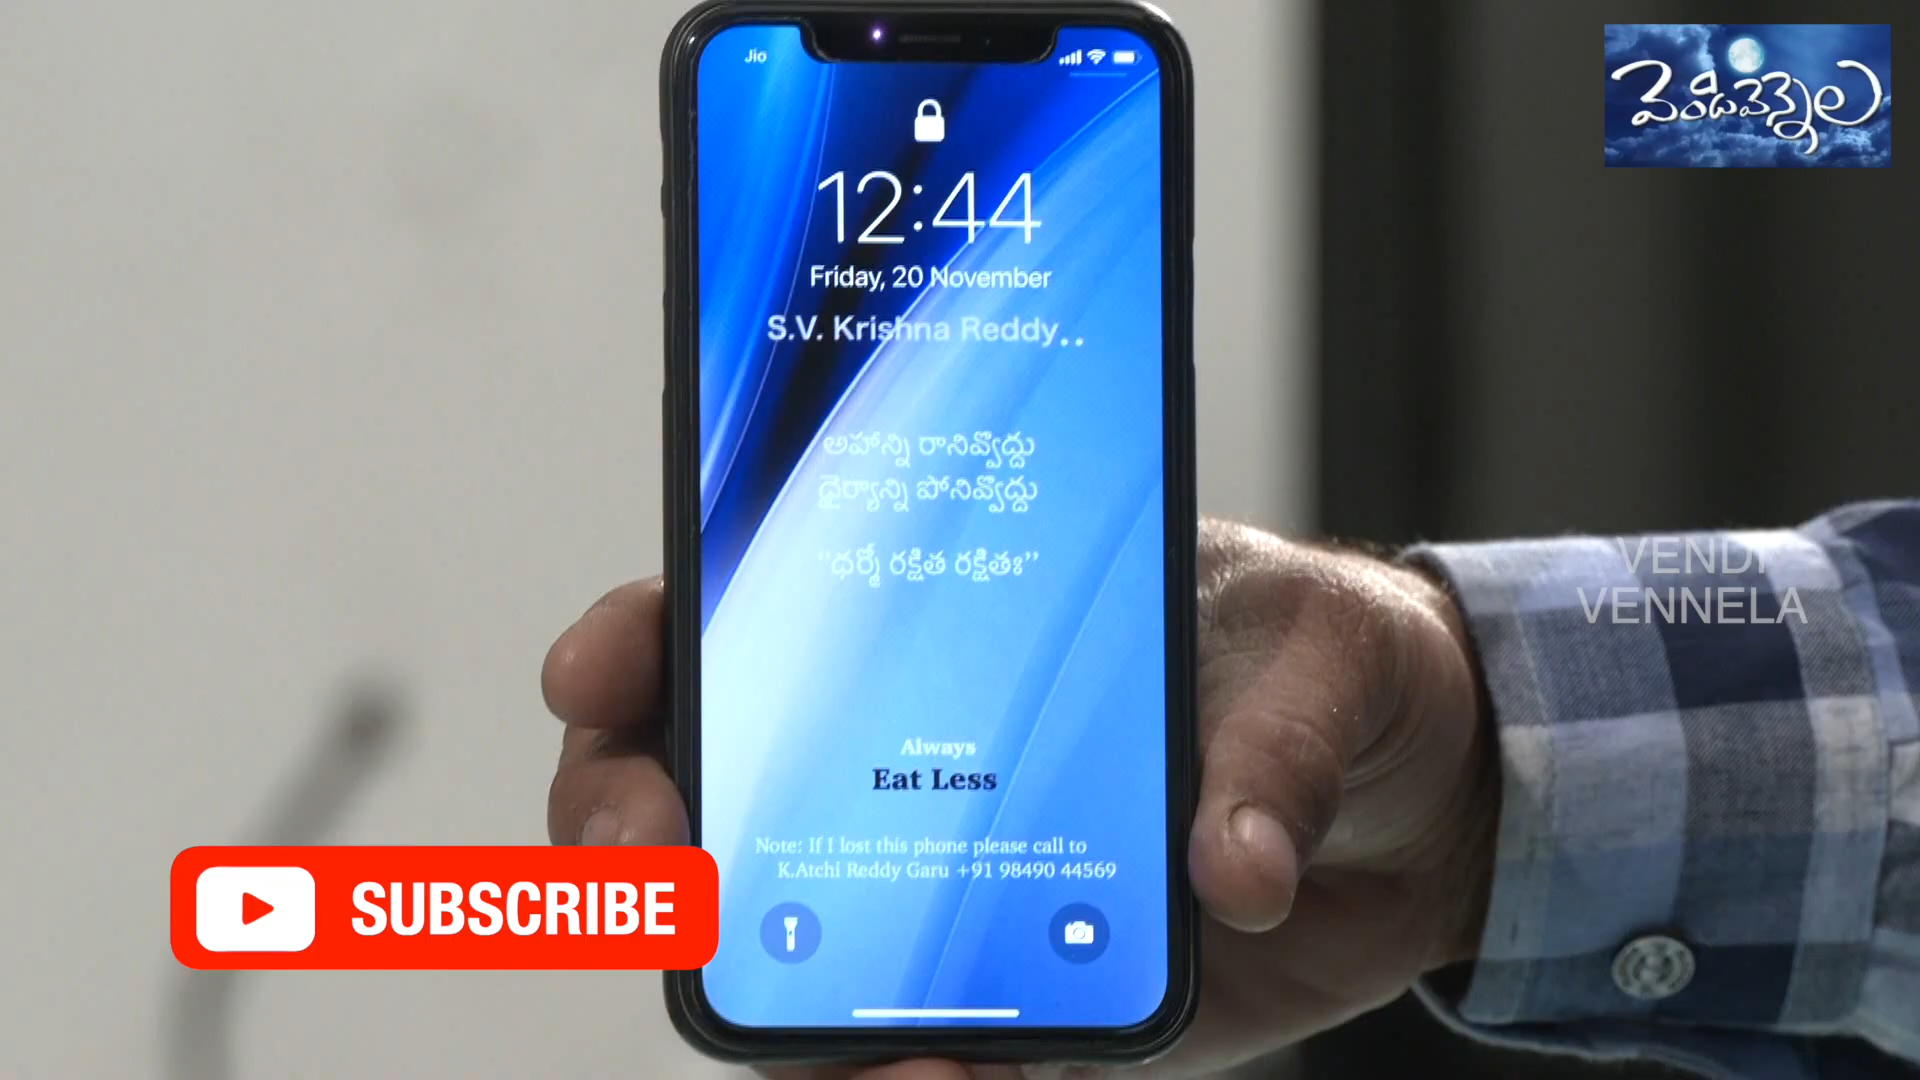 Jio
వెండివెన్నెల
12:44
Friday, 20 November
S.V. Krishna Reddy..
అహాన్ని రానివ్వొద్దు
ధైర్యాన్ని పోనివ్వొద్దు
"ధర్మో రక్షిత రక్షితః"
VENDI
VENNELA
Always
Eat Less
Note: If I lost this phone please call to
K.Atchi Reddy Garu +91 98490 44569
SUBSCRIBE